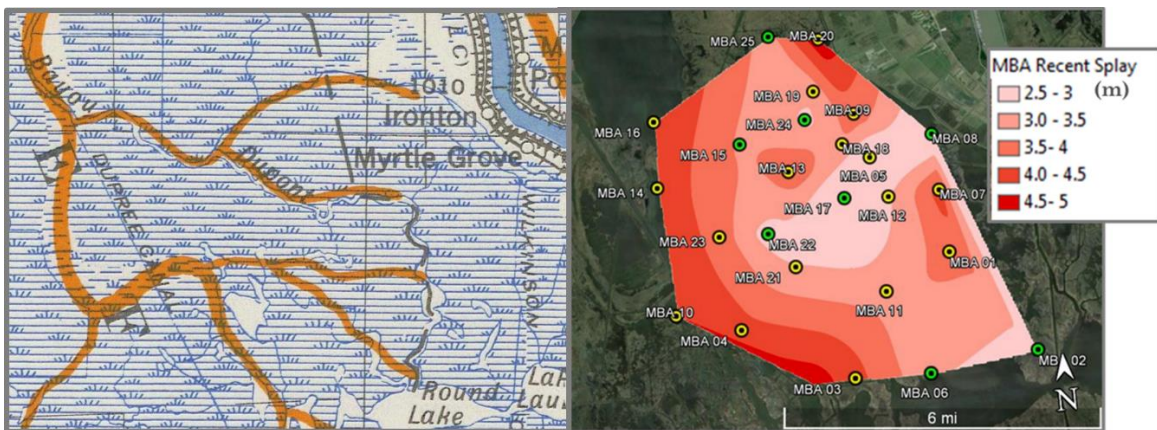 Bayou
Dupont
DUPREE CANAL
E
F
C
1010
Ironton
Myrtle Grove
WILKINSON
Round
Lake
MBA 25
MBA 20
MBA 19
MBA 09
MBA 16
MBA 24
MBA 08
MBA 15
MBA 18
MBA 13
MBA 05
MBA 14
MBA 07
MBA 17
MBA 12
MBA 23
MBA 22
MBA 01
MBA 21
MBA 11
MBA 10
MBA 04
MBA 03
MBA 06
MBA 02
N
6 mi
MBA Recent Splay
(m)
2.5 - 3
3.0 - 3.5
3.5- 4
4.0 - 4.5
4.5- 5